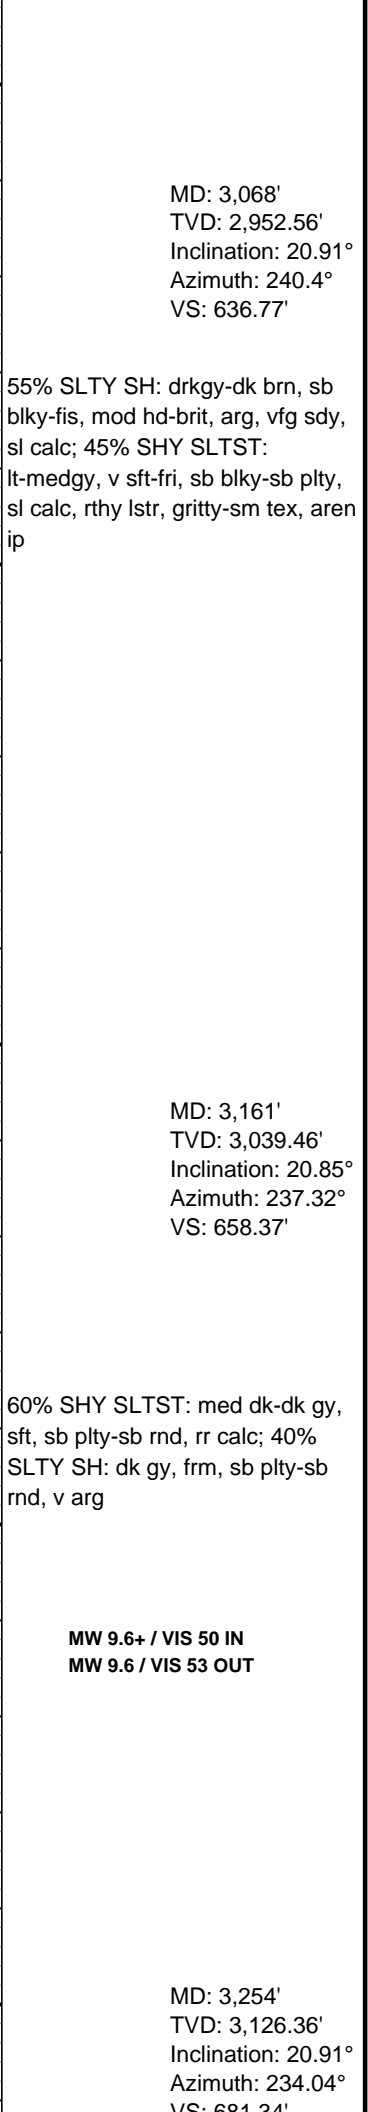 MD: 3,068'
TVD: 2,952.56'
Inclination: 20.91°
Azimuth: 240.4°
VS: 636.77'
55% SLTY SH: drkgy-dk brn, sb
blky-fis, mod hd-brit, arg, vfg sdy,
sl calc; 45% SHY SLTST:
lt-medgy, v sft-fri, sb blky-sb plty,
sl calc, rthy lstr, gritty-sm tex, aren
ip
MD: 3,161'
TVD: 3,039.46'
Inclination: 20.85°
Azimuth: 237.32°
VS: 658.37'
60% SHY SLTST: med dk-dk gy,
sft, sb plty-sb rnd, rr calc; 40%
SLTY SH: dk gy, frm, sb plty-sb
rnd, v arg
MW 9.6+ / VIS 50 IN
MW 9.6 / VIS 53 OUT
MD: 3,254'
TVD: 3,126.36'
Inclination: 20.91°
Azimuth: 234.04°
VS: 681.34'